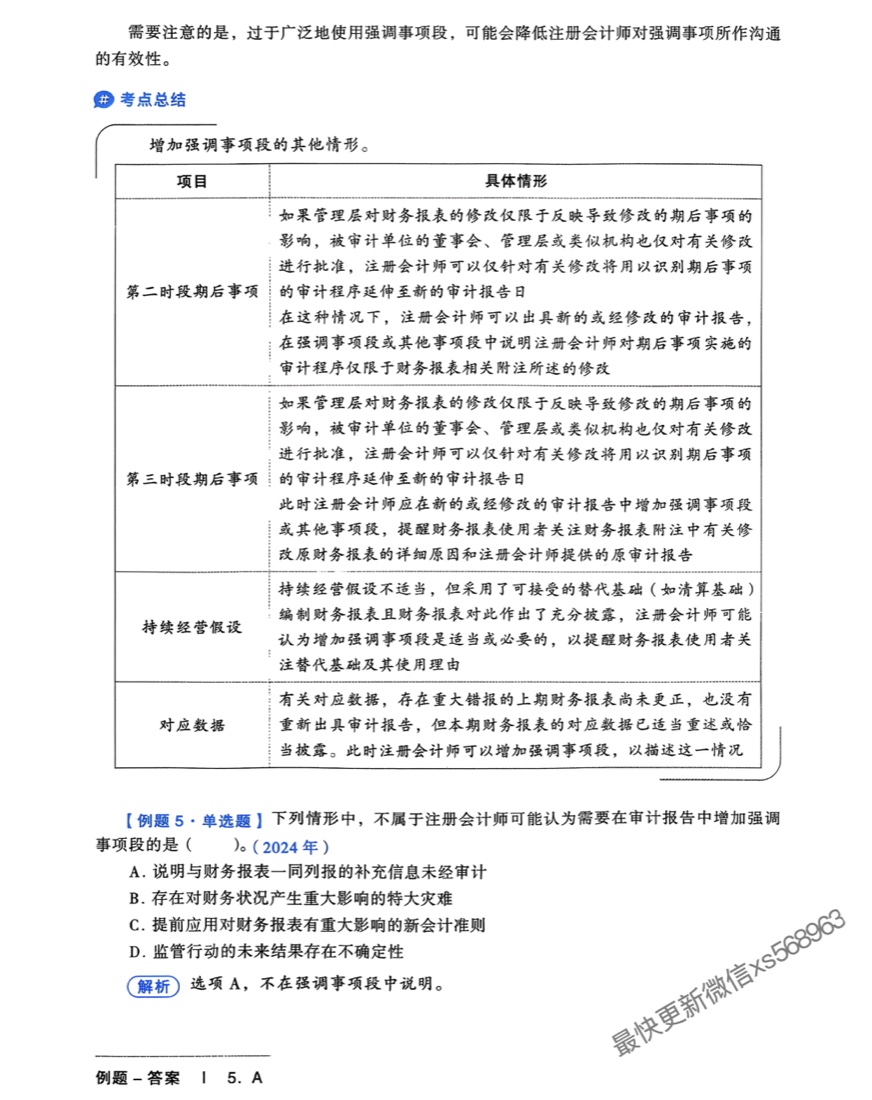 需要注意的是，过于广泛地使用强调事项段，可能会降低注册会计师对强调事项所作沟通
的有效性。
# 考点总结
增加强调事项段的其他情形。
项目
具体情形
第二时段期后事项
如果管理层对财务报表的修改仅限于反映导致修改的期后事项的
影响，被审计单位的董事会、管理层或类似机构也仅对有关修改
进行批准，注册会计师可以仅针对有关修改将用以识别期后事项
的审计程序延伸至新的审计报告日
在这种情况下，注册会计师可以出具新的或经修改的审计报告，
在强调事项段或其他事项段中说明注册会计师对期后事项实施的
审计程序仅限于财务报表相关附注所述的修改
第三时段期后事项
如果管理层对财务报表的修改仅限于反映导致修改的期后事项的
影响，被审计单位的董事会、管理层或类似机构也仅对有关修改
进行批准，注册会计师可以仅针对有关修改将用以识别期后事项
的审计程序延伸至新的审计报告日
此时注册会计师应在新的或经修改的审计报告中增加强调事项段
或其他事项段，提醒财务报表使用者关注财务报表附注中有关修
改原财务报表的详细原因和注册会计师提供的原审计报告
持续经营假设
持续经营假设不适当，但采用了可接受的替代基础（如清算基础）
编制财务报表且财务报表对此作出了充分披露，注册会计师可能
认为增加强调事项段是适当或必要的，以提醒财务报表使用者关
注替代基础及其使用理由
对应数据
有关对应数据，存在重大错报的上期财务报表尚未更正，也没有
重新出具审计报告，但本期财务报表的对应数据已适当重述或恰
当披露。此时注册会计师可以增加强调事项段，以描述这一情况
【例题 5·单选题】下列情形中，不属于注册会计师可能认为需要在审计报告中增加强调
事项段的是（　　）。（2024 年）
A. 说明与财务报表一同列报的补充信息未经审计
B. 存在对财务状况产生重大影响的特大灾难
C. 提前应用对财务报表有重大影响的新会计准则
D. 监管行动的未来结果存在不确定性
解析 选项 A，不在强调事项段中说明。
最快更新微信xs568963
例题 – 答案 | 5. A